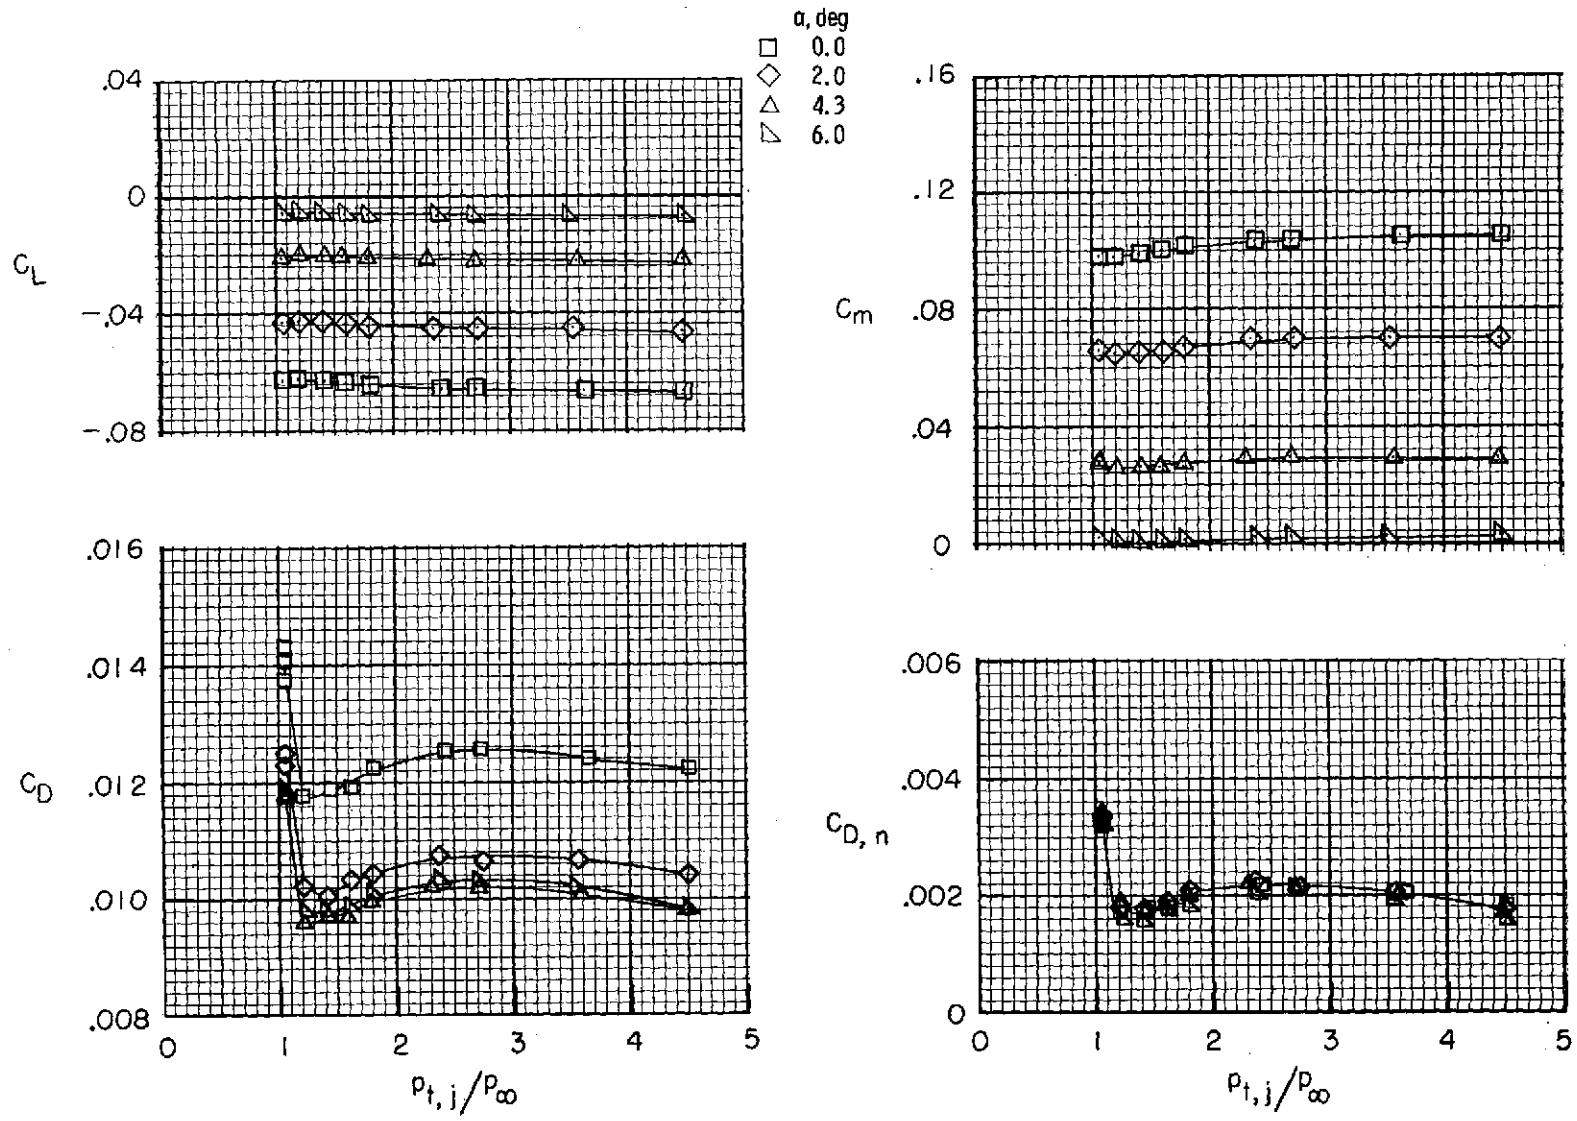 α, deg
0.0
2.0
4.3
6.0
.04
0
-.04
-.08
C_L
.16
.12
.08
.04
0
C_m
.016
.014
.012
.010
.008
C_D
0 1 2 3 4 5
p_t,j/p_∞
.006
.004
.002
0
C_D,n
0 1 2 3 4 5
p_t,j/p_∞